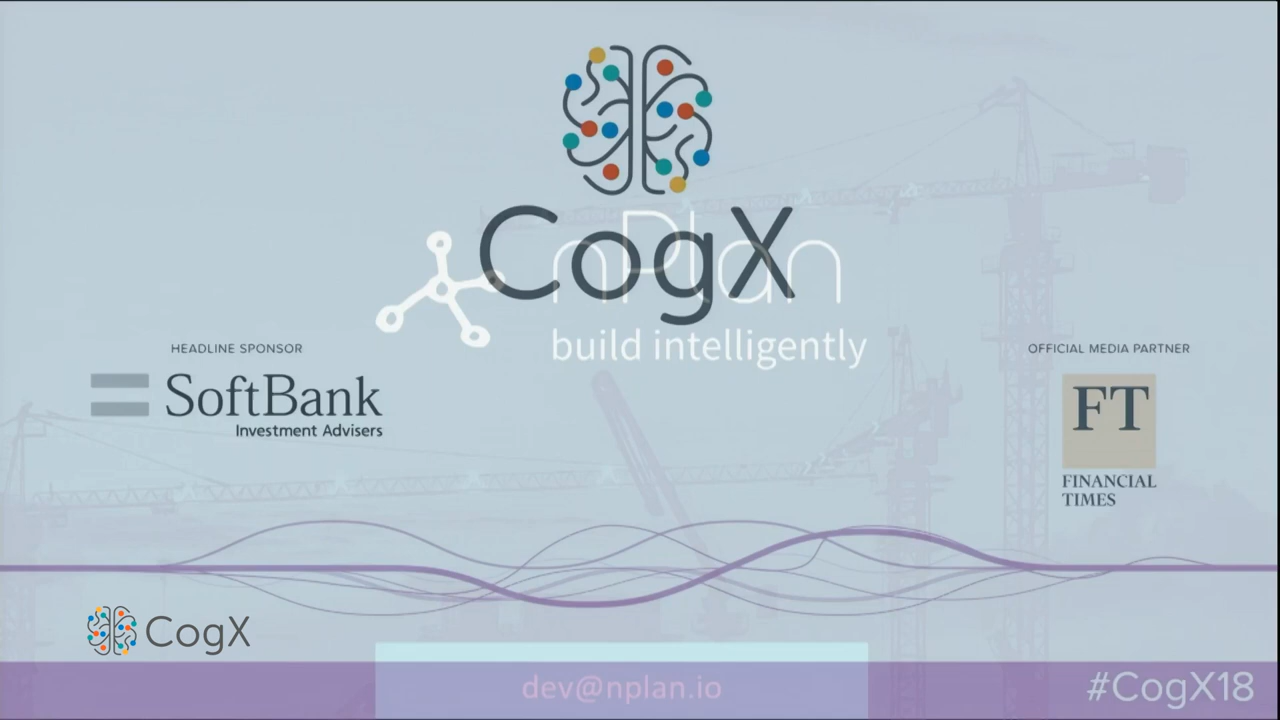 CogX
nPlan
build intelligently
HEADLINE SPONSOR
SoftBank
Investment Advisers
OFFICIAL MEDIA PARTNER
FT
FINANCIAL
TIMES
CogX
dev@nplan.io
#CogX18